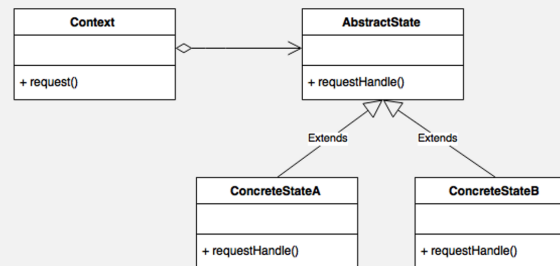 Context
AbstractState
+ request()
+ requestHandle()
Extends
Extends
ConcreteStateA
ConcreteStateB
+ requestHandle()
+ requestHandle()